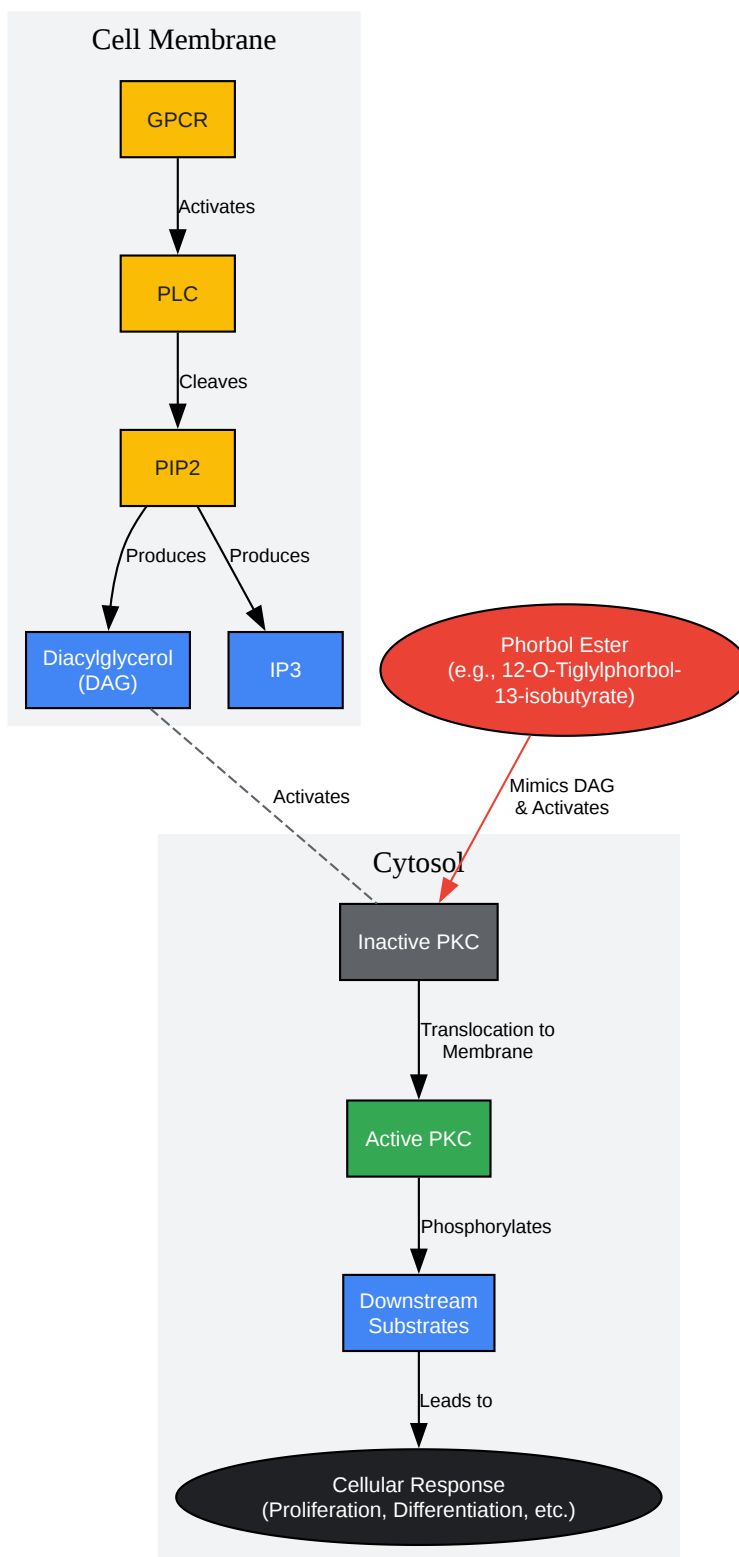 Cell Membrane
GPCR
Activates
PLC
Cleaves
PIP2
Produces
Produces
Diacylglycerol
(DAG)
IP3
Phorbol Ester
(e.g., 12-O-Tiglylphorbol-
13-isobutyrate)
Activates
Mimics DAG
& Activates
Cytosol
Inactive PKC
Translocation to
Membrane
Active PKC
Phosphorylates
Downstream
Substrates
Leads to
Cellular Response
(Proliferation, Differentiation, etc.)